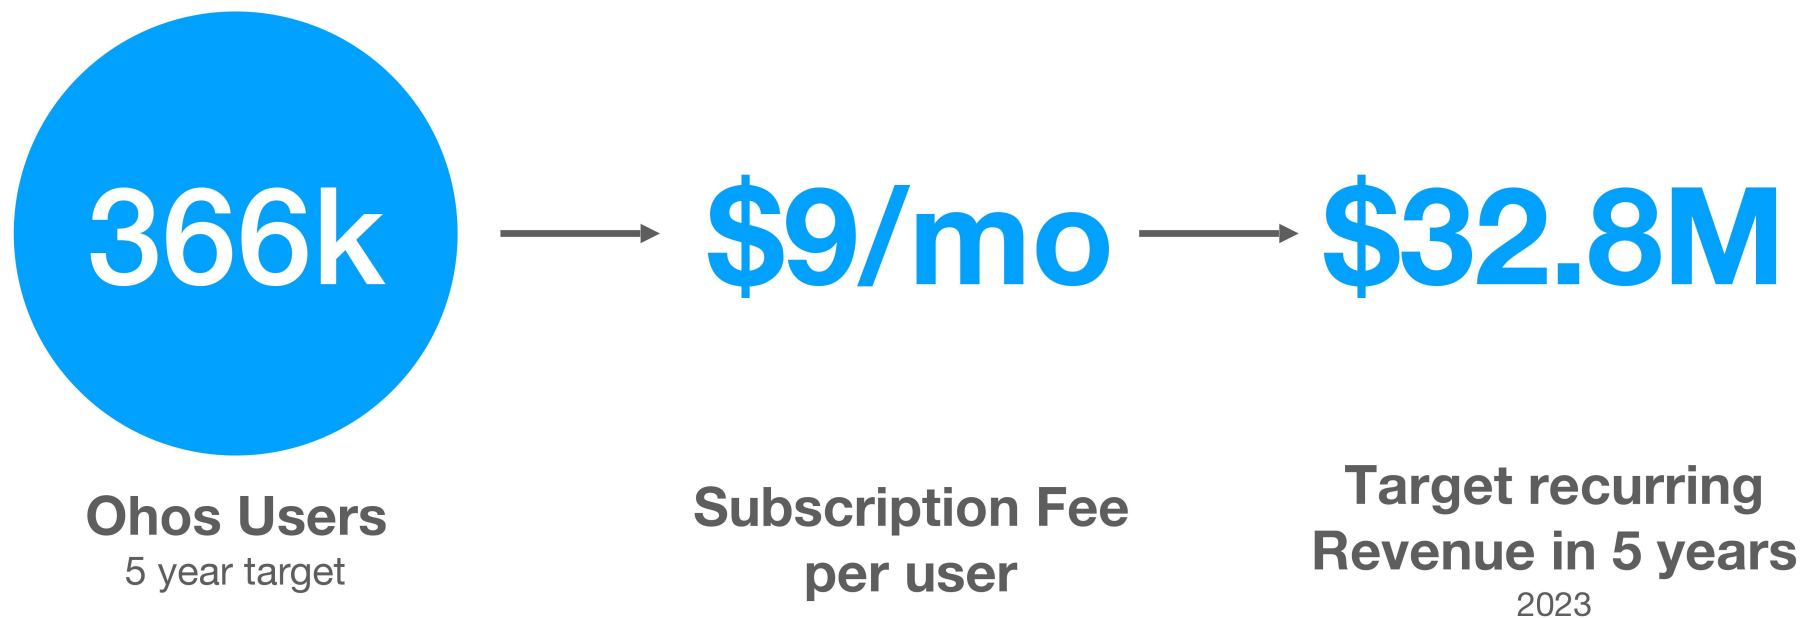 366k
Ohos Users
5 year target
$9/mo
Subscription Fee
per user
$32.8M
Target recurring
Revenue in 5 years
2023